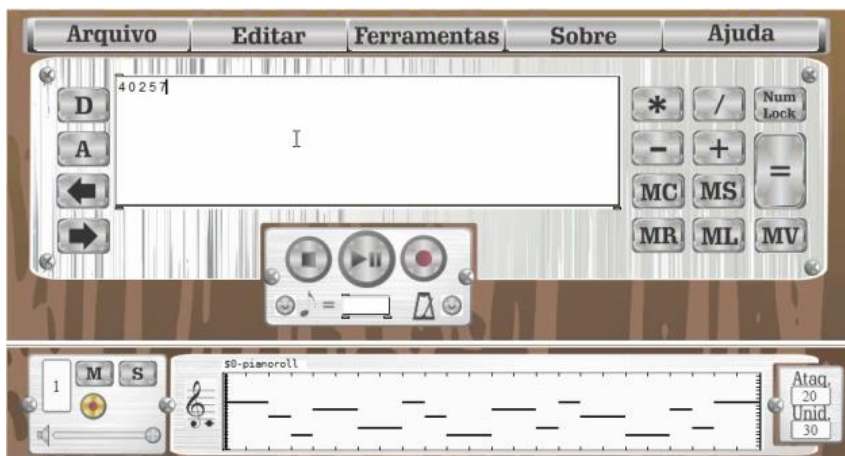 Arquivo Editar Ferramentas Sobre Ajuda
D
A
40257
* / Num Lock
- + =
MC MS
MR ML MV
=
1 M S
$0-pianoroll
Ataq.
20
Unid.
30